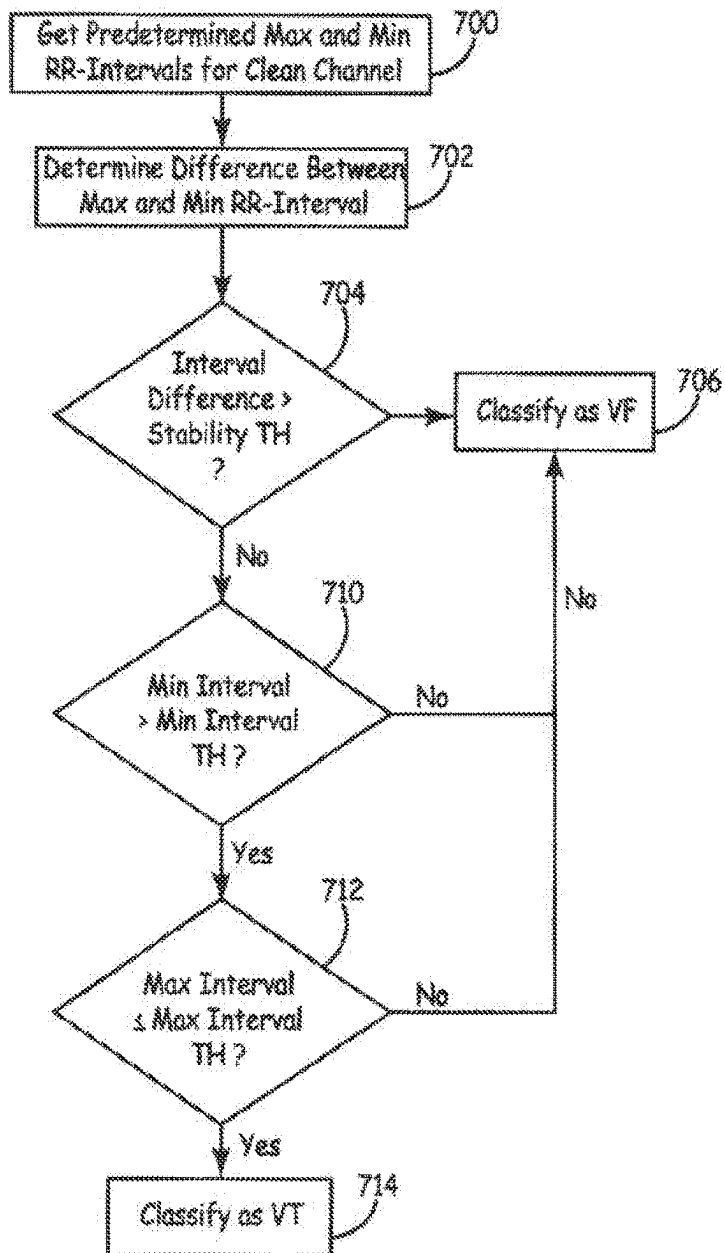 Get Predetermined Max and Min
RR-Intervals for Clean Channel
700
Determine Difference Between
Max and Min RR-Interval
702
704
Interval
Difference >
Stability TH
?
Classify as VF
706
No
710
Min Interval
> Min Interval
TH ?
No
No
Yes
712
Max Interval
≤ Max Interval
TH ?
No
Yes
Classify as VT
714